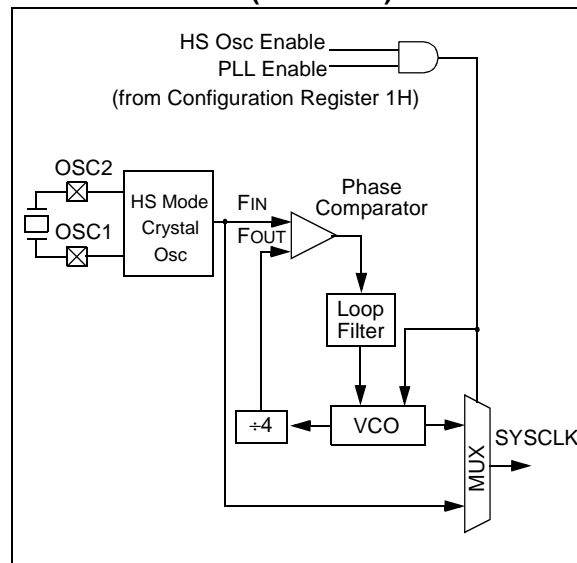 HS Osc Enable
PLL Enable
(from Configuration Register 1H)
OSC2
OSC1
HS Mode
Crystal
Osc
FIN
FOUT
Phase
Comparator
Loop
Filter
÷4
VCO
MUX
SYSCLK